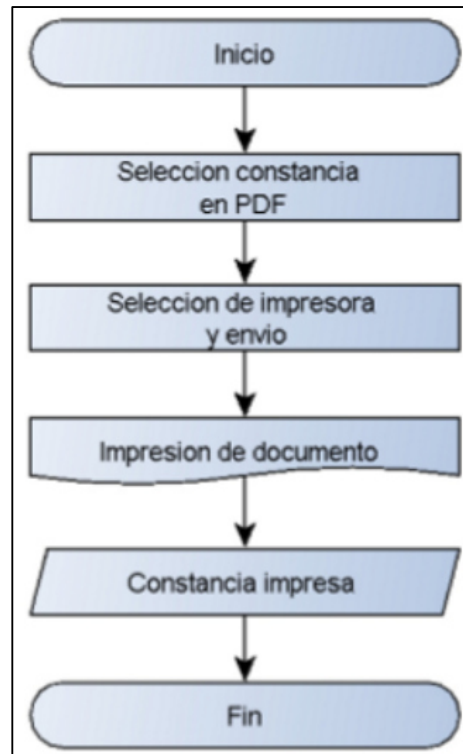 Inicio
Seleccion constancia
en PDF
Seleccion de impresora
y envio
Impresion de documento
Constancia impresa
Fin